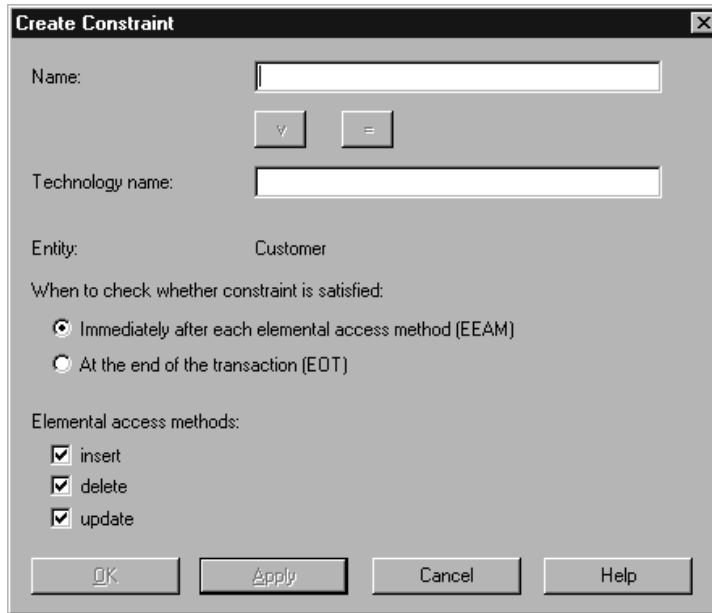 Create Constraint
Name:
v =
Technology name:
Entity: Customer
When to check whether constraint is satisfied:
Immediately after each elemental access method (EEAM)
At the end of the transaction (EOT)
Elemental access methods:
insert
delete
update
OK Apply Cancel Help